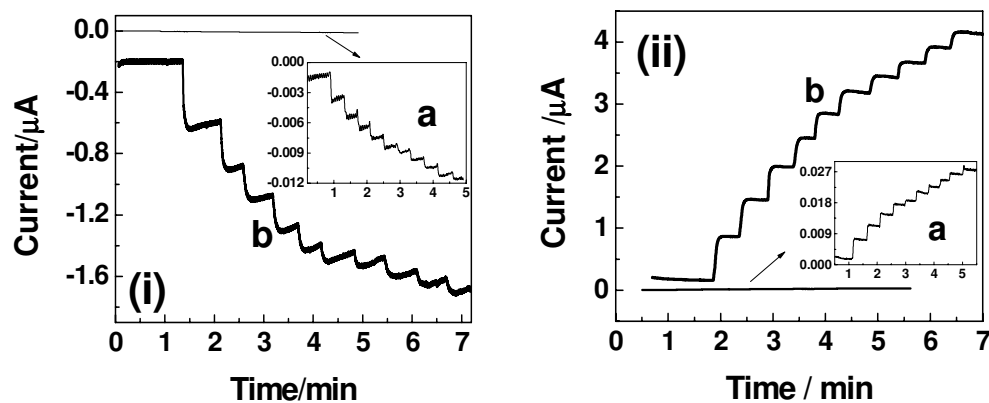 0.0
-0.4
-0.8
-1.2
-1.6
Current/μA
0 1 2 3 4 5 6 7
Time/min
(i)
b
0.000
-0.003
-0.006
-0.009
-0.012
1 2 3 4 5
a
4
3
2
1
0
Current /μA
0 1 2 3 4 5 6 7
Time / min
(ii)
b
0.027
0.018
0.009
0.000
1 2 3 4 5
a